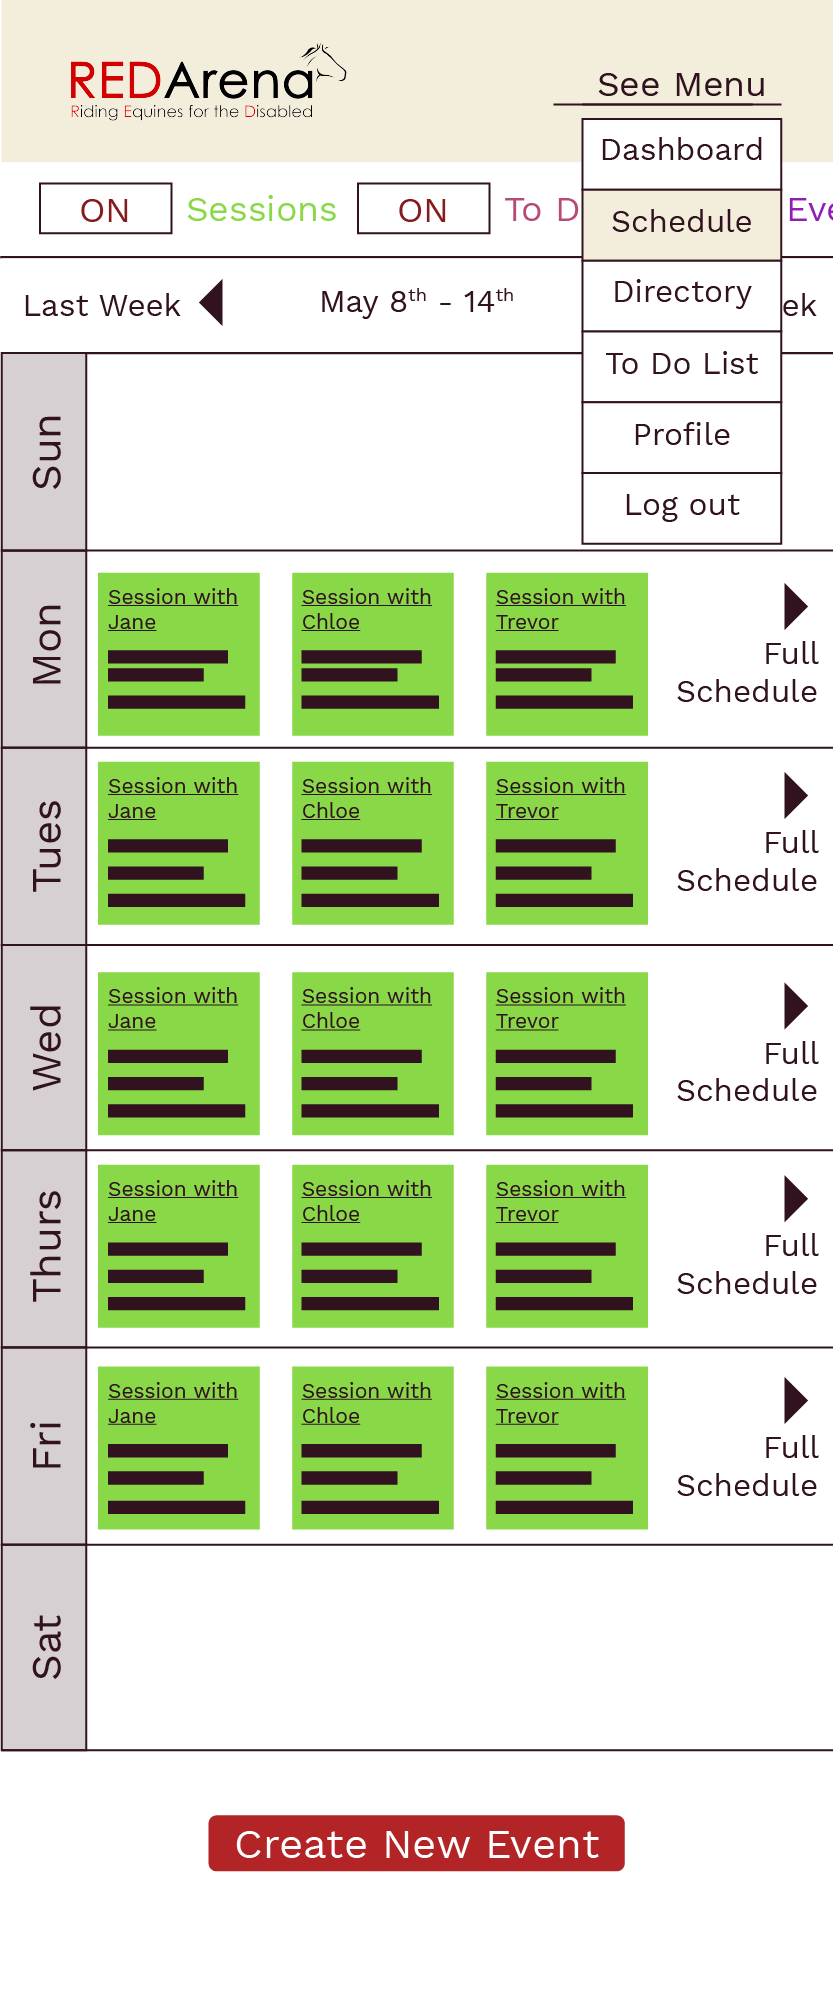 REDArena
Riding Equines for the Disabled
See Menu
Dashboard
Schedule
Directory
To Do List
Profile
Log out
ON Sessions ON To D Eve
Last Week May 8th - 14th ek
Sun
Mon
Session with
Jane
Session with
Chloe
Session with
Trevor
Full
Schedule
Tues
Session with
Jane
Session with
Chloe
Session with
Trevor
Full
Schedule
Wed
Session with
Jane
Session with
Chloe
Session with
Trevor
Full
Schedule
Thurs
Session with
Jane
Session with
Chloe
Session with
Trevor
Full
Schedule
Fri
Session with
Jane
Session with
Chloe
Session with
Trevor
Full
Schedule
Sat
Create New Event